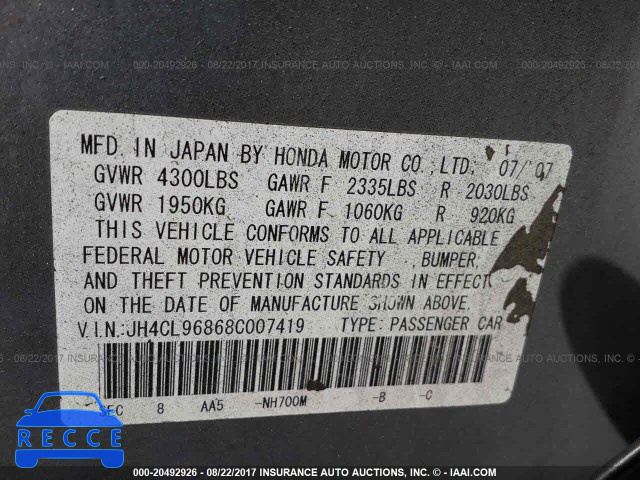 000-20492926 - 08/22/2017 INSURANCE AUTO AUCTIONS, INC. - IAAI.COM
MFD. IN JAPAN BY HONDA MOTOR CO.,LTD. 07/'07
GVWR 4300LBS GAWR F 2335LBS R 2030LBS
GVWR 1950KG GAWR F 1060KG R 920KG
THIS VEHICLE CONFORMS TO ALL APPLICABLE
FEDERAL MOTOR VEHICLE SAFETY ,BUMPER,
AND THEFT PREVENTION STANDARDS IN EFFECT
ON THE DATE OF MANUFACTURE SHOWN ABOVE.
V.I.N.:JH4CL96868C007419 TYPE: PASSENGER CAR
EC 8 AA5 -NH700M -B -C
RECCE
000-20492926 - 08/22/2017 INSURANCE AUTO AUCTIONS, INC. - IAAI.COM